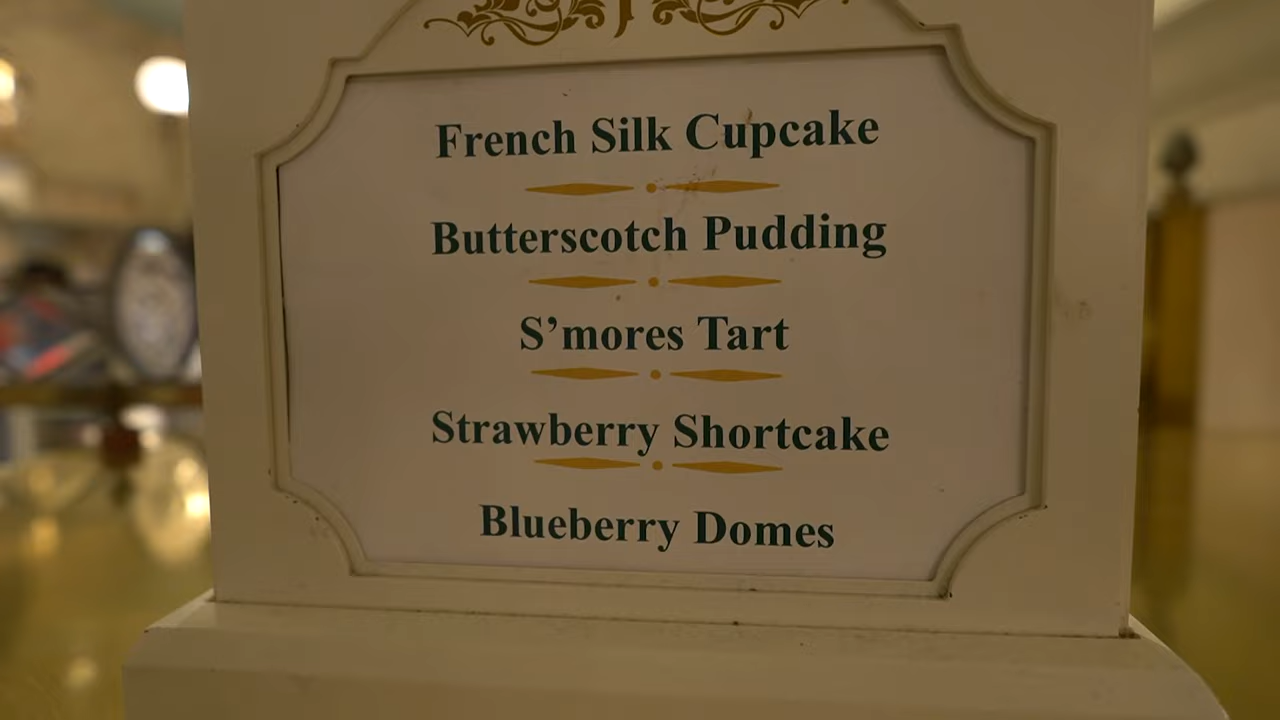 French Silk Cupcake
Butterscotch Pudding
S’mores Tart
Strawberry Shortcake
Blueberry Domes